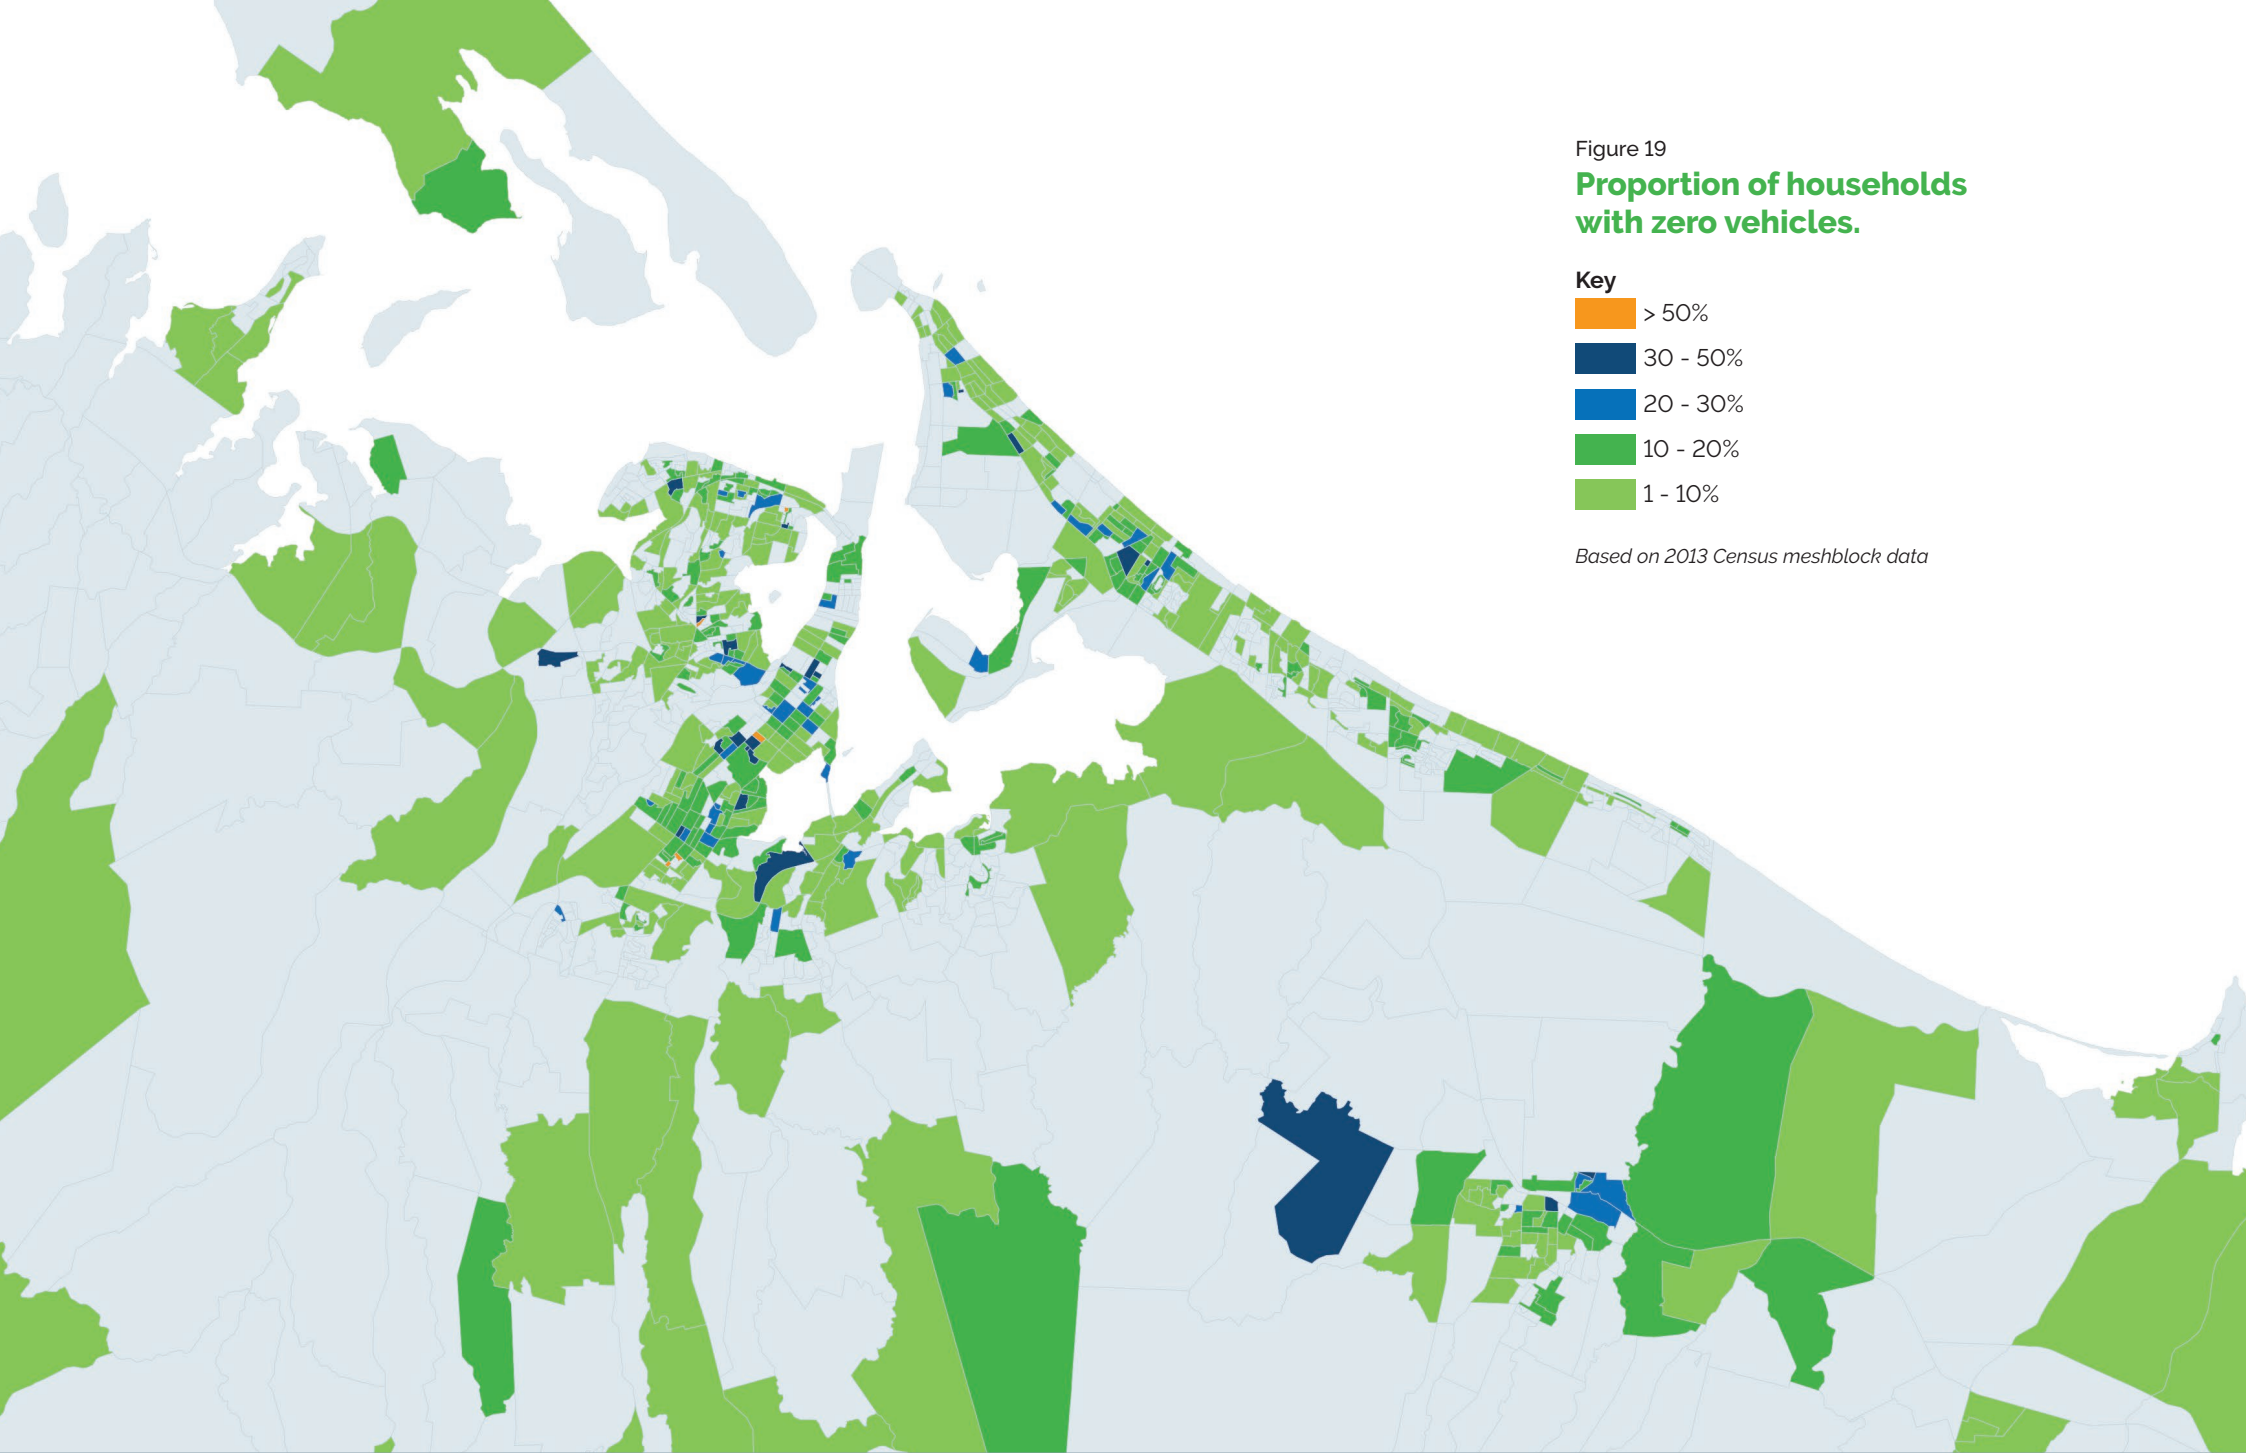 Figure 19
Proportion of households
with zero vehicles.
Key
> 50%
30 - 50%
20 - 30%
10 - 20%
1 - 10%
Based on 2013 Census meshblock data